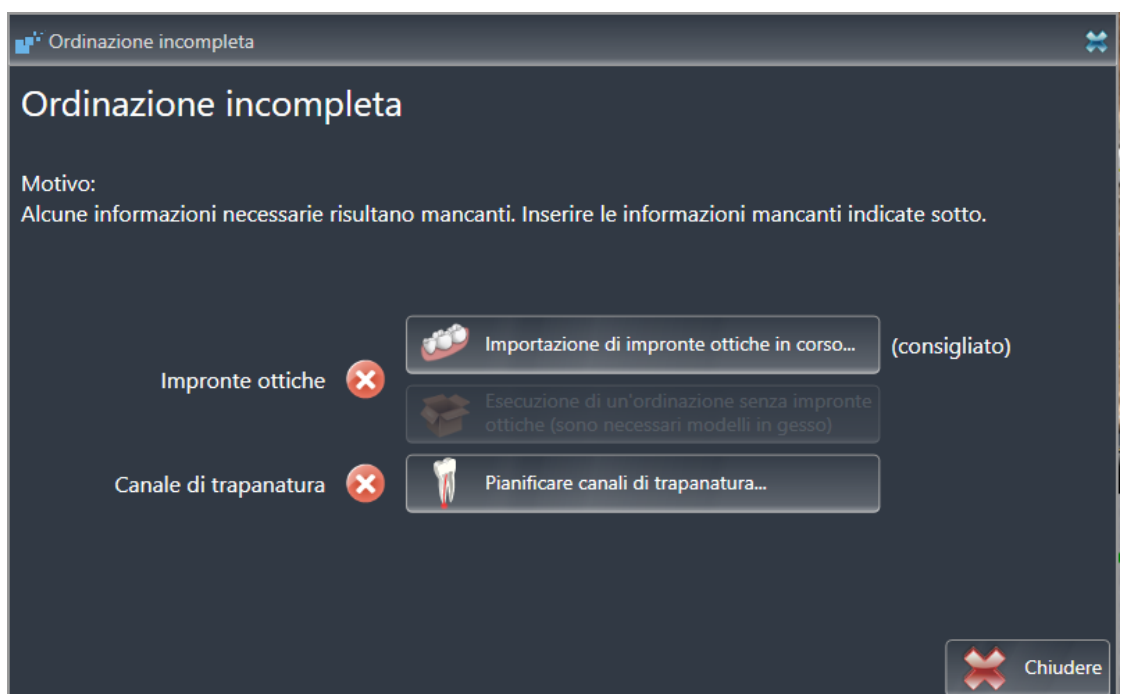 Ordinazione incompleta
Ordinazione incompleta
Motivo:
Alcune informazioni necessarie risultano mancanti. Inserire le informazioni mancanti indicate sotto.
Impronte ottiche
Importazione di impronte ottiche in corso...
(consigliato)
Esecuzione di un'ordinazione senza impronte
ottiche (sono necessari modelli in gesso)
Canale di trapanatura
Pianificare canali di trapanatura...
Chiudere